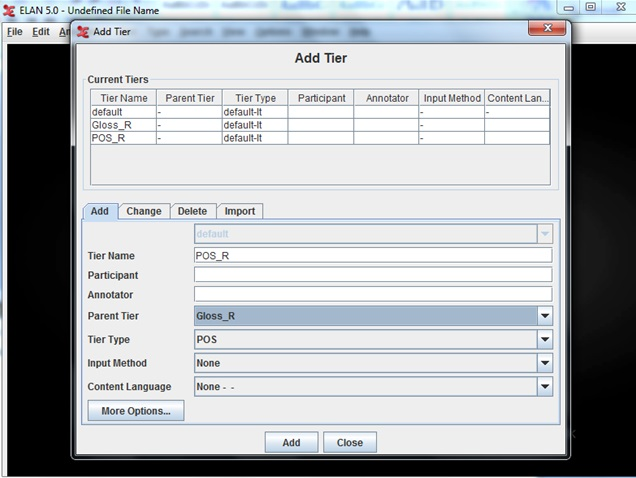 ELAN 5.0 - Undefined File Name
File Edit
Add Tier
Add Tier
Current Tiers
Tier Name Parent Tier Tier Type Participant Annotator Input Method Content Lan...
default - default-lt - -
Gloss_R - default-lt -
POS_R - default-lt -
Add Change Delete Import
default
Tier Name POS_R
Participant
Annotator
Parent Tier Gloss_R
Tier Type POS
Input Method None
Content Language None - -
More Options...
Add Close